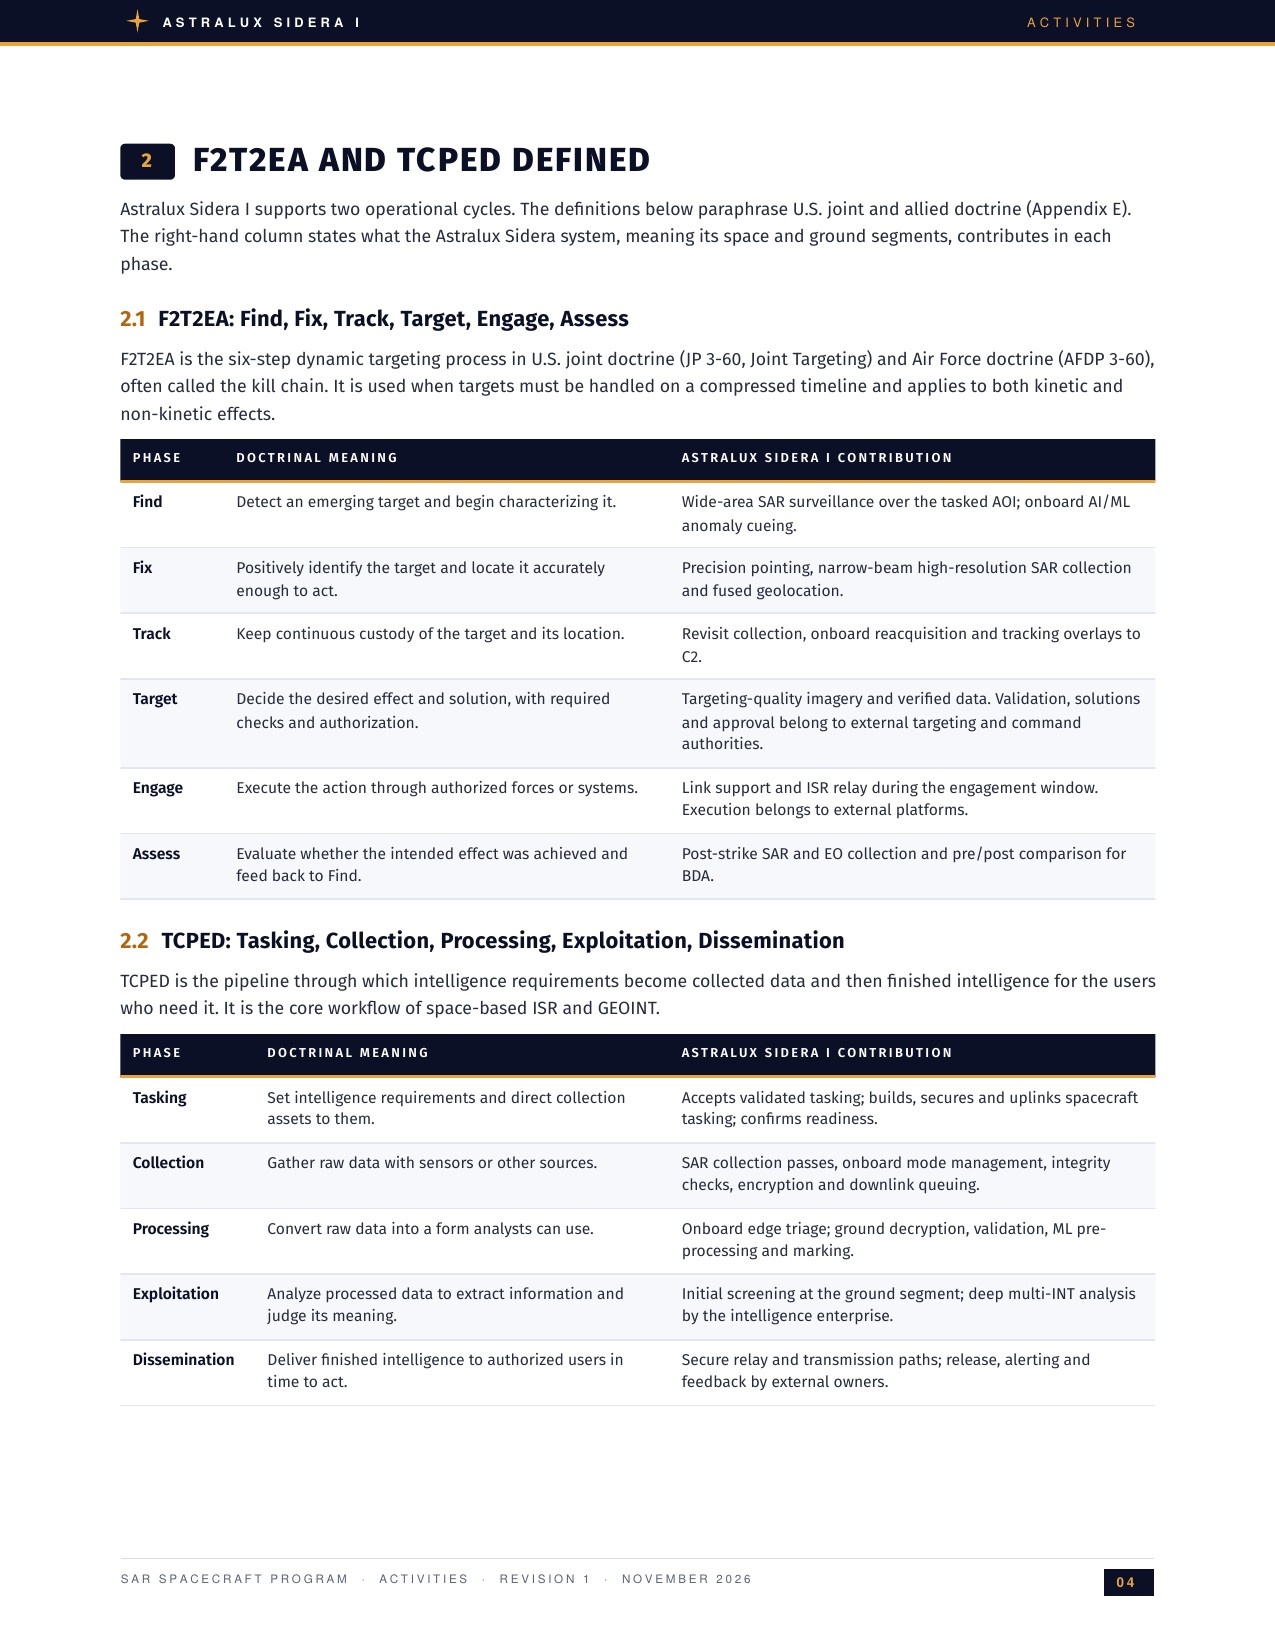 ASTRALUX SIDERA I
ACTIVITIES
2 F2T2EA AND TCPED DEFINED
Astralux Sidera I supports two operational cycles. The definitions below paraphrase U.S. joint and allied doctrine (Appendix E).
The right-hand column states what the Astralux Sidera system, meaning its space and ground segments, contributes in each
phase.
2.1 F2T2EA: Find, Fix, Track, Target, Engage, Assess
F2T2EA is the six-step dynamic targeting process in U.S. joint doctrine (JP 3-60, Joint Targeting) and Air Force doctrine (AFDP 3-60),
often called the kill chain. It is used when targets must be handled on a compressed timeline and applies to both kinetic and
non-kinetic effects.
PHASE DOCTRINAL MEANING ASTRALUX SIDERA I CONTRIBUTION
Find
Detect an emerging target and begin characterizing it.
Wide-area SAR surveillance over the tasked AOI; onboard AI/ML
anomaly cueing.
Fix
Positively identify the target and locate it accurately
enough to act.
Precision pointing, narrow-beam high-resolution SAR collection
and fused geolocation.
Track
Keep continuous custody of the target and its location.
Revisit collection, onboard reacquisition and tracking overlays to
C2.
Target
Decide the desired effect and solution, with required
checks and authorization.
Targeting-quality imagery and verified data. Validation, solutions
and approval belong to external targeting and command
authorities.
Engage
Execute the action through authorized forces or systems.
Link support and ISR relay during the engagement window.
Execution belongs to external platforms.
Assess
Evaluate whether the intended effect was achieved and
feed back to Find.
Post-strike SAR and EO collection and pre/post comparison for
BDA.
2.2 TCPED: Tasking, Collection, Processing, Exploitation, Dissemination
TCPED is the pipeline through which intelligence requirements become collected data and then finished intelligence for the users
who need it. It is the core workflow of space-based ISR and GEOINT.
PHASE DOCTRINAL MEANING ASTRALUX SIDERA I CONTRIBUTION
Tasking
Set intelligence requirements and direct collection
assets to them.
Accepts validated tasking; builds, secures and uplinks spacecraft
tasking; confirms readiness.
Collection
Gather raw data with sensors or other sources.
SAR collection passes, onboard mode management, integrity
checks, encryption and downlink queuing.
Processing
Convert raw data into a form analysts can use.
Onboard edge triage; ground decryption, validation, ML pre-
processing and marking.
Exploitation
Analyze processed data to extract information and
judge its meaning.
Initial screening at the ground segment; deep multi-INT analysis
by the intelligence enterprise.
Dissemination
Deliver finished intelligence to authorized users in
time to act.
Secure relay and transmission paths; release, alerting and
feedback by external owners.
SAR SPACECRAFT PROGRAM · ACTIVITIES · REVISION 1 · NOVEMBER 2026
04